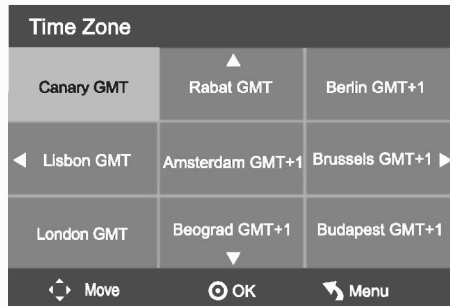 Time Zone
Canary GMT Rabat GMT Berlin GMT+1
Lisbon GMT Amsterdam GMT+1 Brussels GMT+1
London GMT Beograd GMT+1 Budapest GMT+1
Move OK Menu